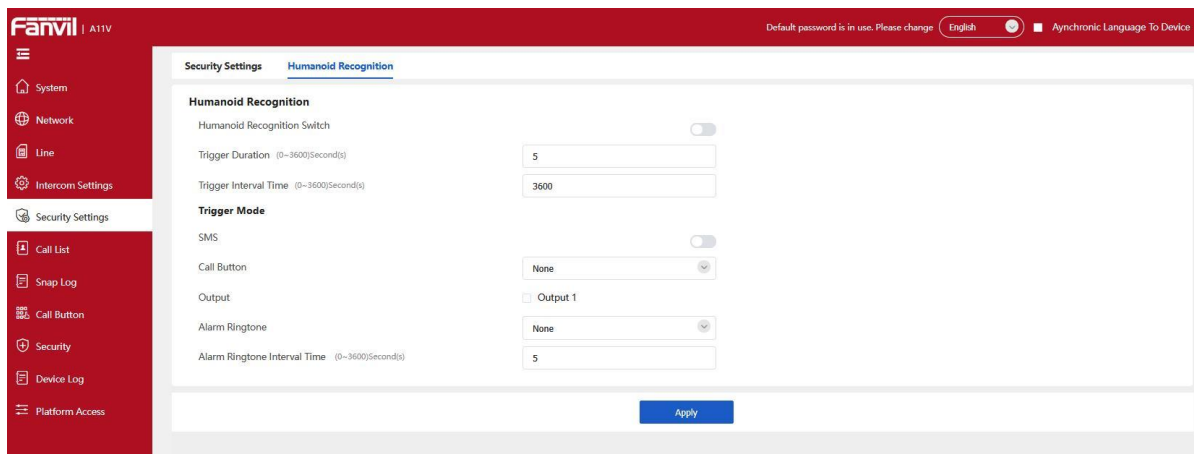 Fanvil | A11V
Default password is in use. Please change English Aynchronic Language To Device
Security Settings Humanoid Recognition
System
Network
Line
Intercom Settings
Security Settings
Call List
Snap Log
Call Button
Security
Device Log
Platform Access
Humanoid Recognition
Humanoid Recognition Switch
Trigger Duration (0~3600)Second(s) 5
Trigger Interval Time (0~3600)Second(s) 3600
Trigger Mode
SMS
Call Button None
Output Output 1
Alarm Ringtone None
Alarm Ringtone Interval Time (0~3600)Second(s) 5
Apply